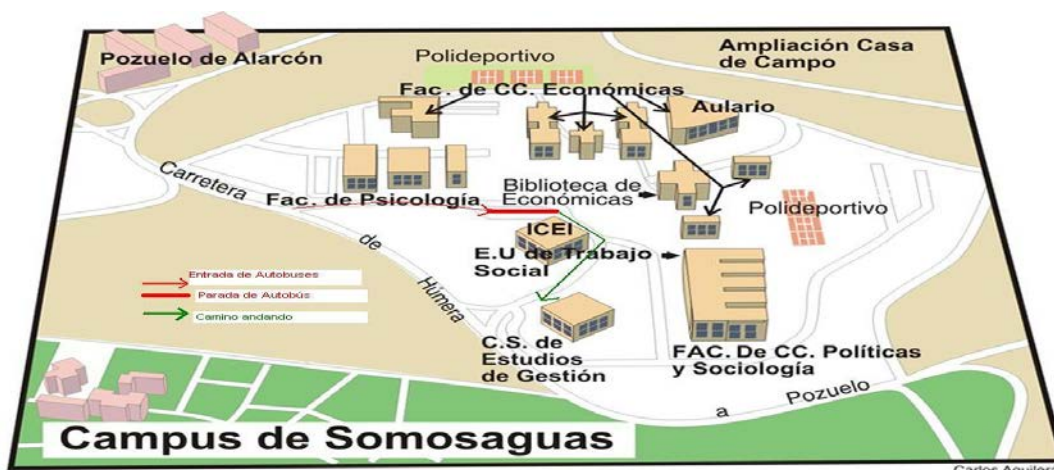 Pozuelo de Alarcón
Polideportivo
Ampliación Casa
de Campo
Fac. de CC. Económicas
Aulario
Carretera
Fac. de Psicología
Biblioteca de
Económicas
Polideportivo
de
ICEI
E.U de Trabajo
Social
Húmera
Entrada de Autobuses
Parada de Autobús
Camino andando
C.S. de
Estudios
de Gestión
FAC. De CC. Políticas
y Sociología
a
Pozuelo
Campus de Somosaguas
Carlos Aguilera